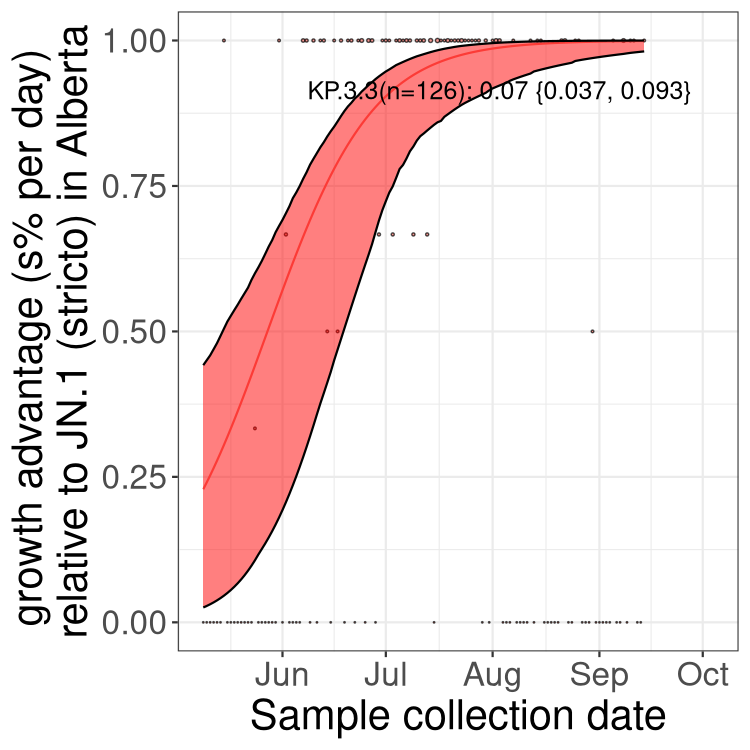 growth advantage (s% per day)
relative to JN.1 (stricto) in Alberta
1.00
0.75
0.50
0.25
0.00
KP.3.3(n=126): 0.07 {0.037, 0.093}
Jun Jul Aug Sep Oct
Sample collection date